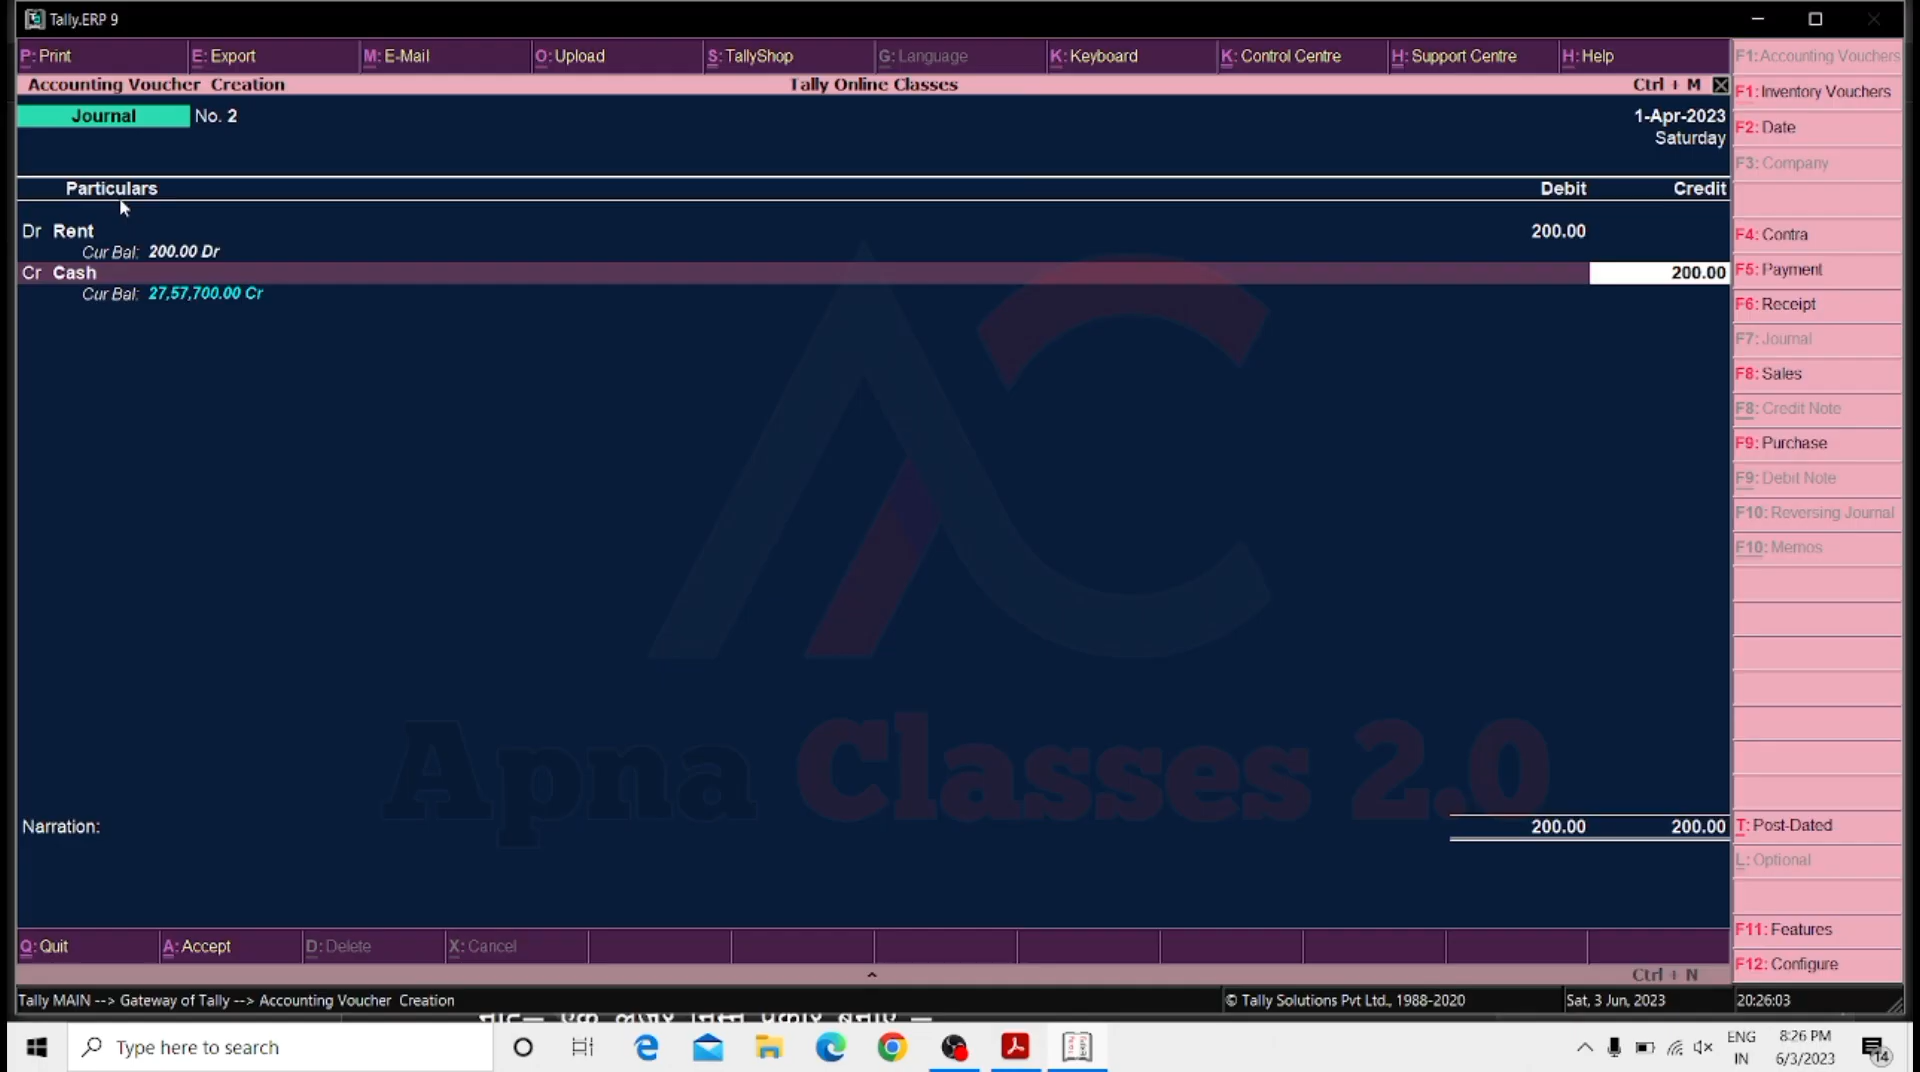 Tally.ERP 9
P: Print E: Export M: E-Mail O: Upload S: TallyShop G: Language K: Keyboard K: Control Centre H: Support Centre H: Help
Accounting Voucher Creation Tally Online Classes Ctrl + M
Journal No. 2 1-Apr-2023
Saturday
Particulars Debit Credit
Dr Rent 200.00
Cur Bal: 200.00 Dr
Cr Cash 200.00
Cur Bal: 27,57,700.00 Cr
Apna Classes 2.0
Narration: 200.00 200.00
Q: Quit A: Accept D: Delete X: Cancel
Ctrl + N
F1: Accounting Vouchers
F1: Inventory Vouchers
F2: Date
F3: Company
F4: Contra
F5: Payment
F6: Receipt
F7: Journal
F8: Sales
F8: Credit Note
F9: Purchase
F9: Debit Note
F10: Reversing Journal
F10: Memos
T: Post-Dated
L: Optional
F11: Features
F12: Configure
Tally MAIN --> Gateway of Tally --> Accounting Voucher Creation © Tally Solutions Pvt Ltd., 1988-2020 Sat, 3 Jun, 2023 20:26:03
Type here to search ENG 8:26 PM
IN 6/3/2023 14